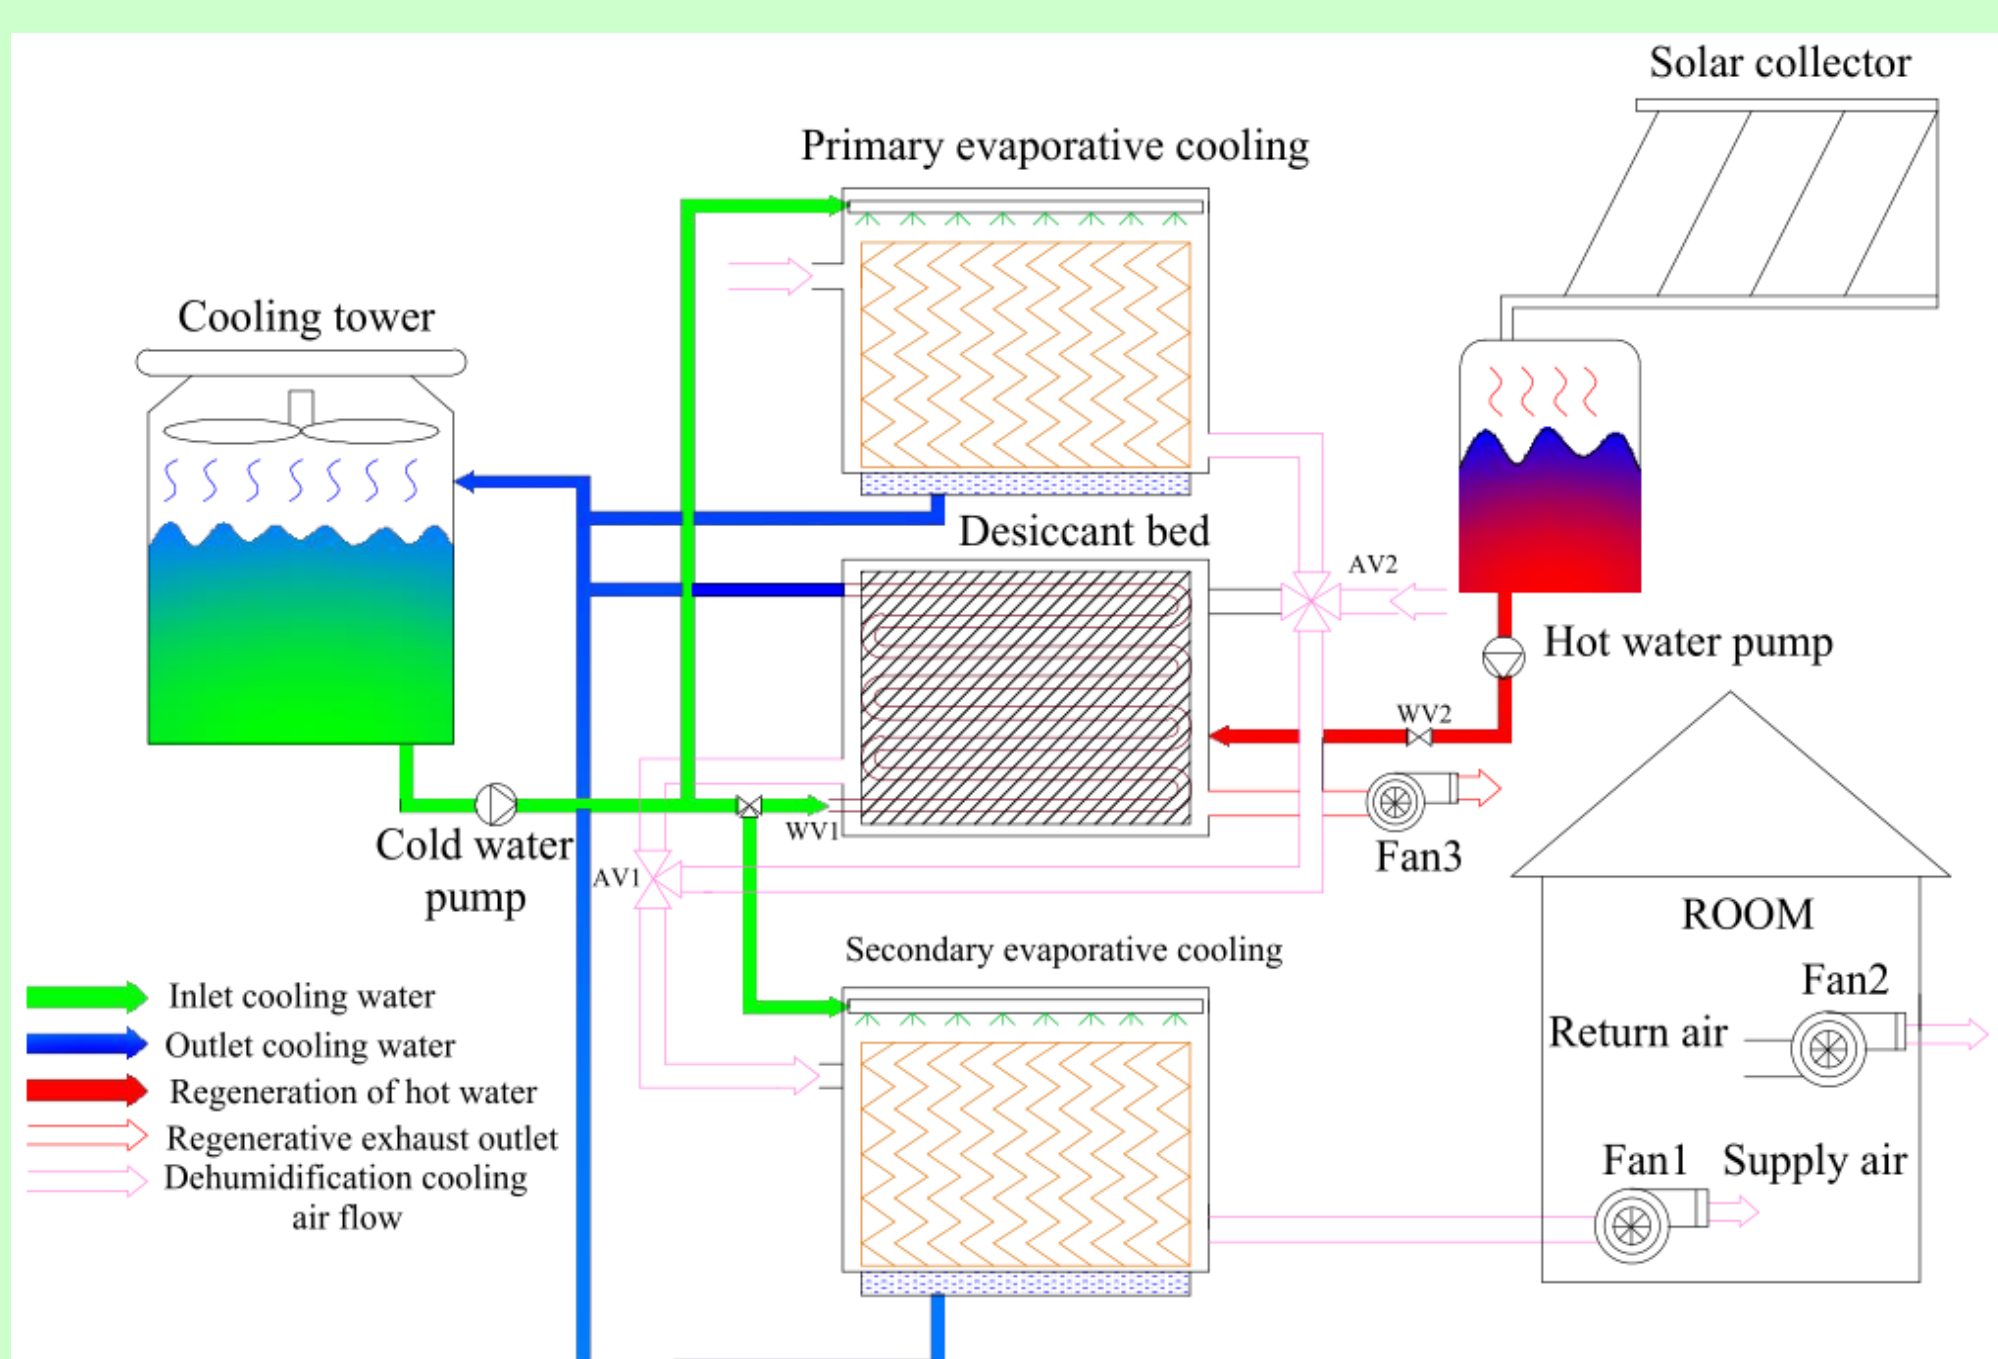 Solar collector
Primary evaporative cooling
Cooling tower
Desiccant bed
AV2
Hot water pump
WV2
WV1
Cold water
pump
Fan3
AV1
ROOM
Secondary evaporative cooling
Fan2
Return air
Inlet cooling water
Outlet cooling water
Regeneration of hot water
Regenerative exhaust outlet
Dehumidification cooling
air flow
Fan1 Supply air